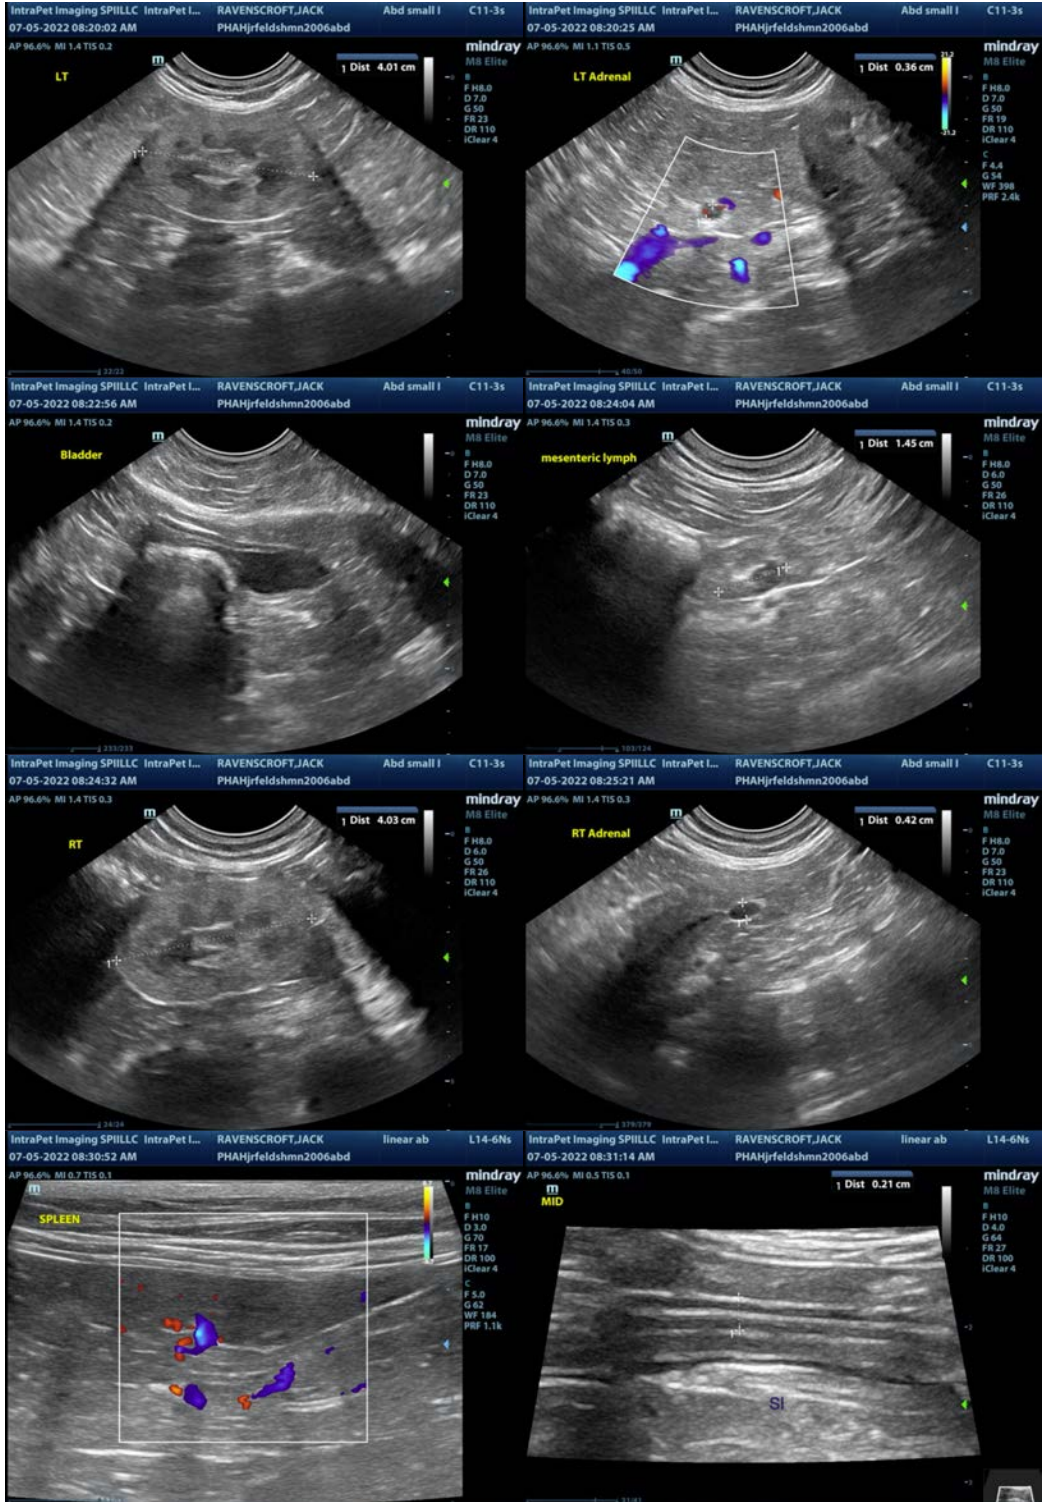 IntraPet Imaging SPIILLC IntraPet I... RAVENSCROFT,JACK Abd small I C11-3s
07-05-2022 08:20:02 AM PHAHjrfeldshmn2006abd
AP 96.6% MI 1.4 TIS 0.2
mindray
M8 Elite
LT
1 Dist 4.01 cm
B
F H8.0
D 7.0
G 50
FR 23
DR 110
iClear 4
22/22
IntraPet Imaging SPIILLC IntraPet I... RAVENSCROFT,JACK Abd small I C11-3s
07-05-2022 08:20:25 AM PHAHjrfeldshmn2006abd
AP 96.6% MI 1.1 TIS 0.5
mindray
M8 Elite
LT Adrenal
1 Dist 0.36 cm
21.2
-21.2
B
F H8.0
D 7.0
G 50
FR 19
DR 110
iClear 4
C
F 4.4
G 54
WF 398
PRF 2.4k
40/50
IntraPet Imaging SPIILLC IntraPet I... RAVENSCROFT,JACK Abd small I C11-3s
07-05-2022 08:22:56 AM PHAHjrfeldshmn2006abd
AP 96.6% MI 1.4 TIS 0.2
mindray
M8 Elite
Bladder
B
F H8.0
D 7.0
G 50
FR 23
DR 110
iClear 4
233/233
IntraPet Imaging SPIILLC IntraPet I... RAVENSCROFT,JACK Abd small I C11-3s
07-05-2022 08:24:04 AM PHAHjrfeldshmn2006abd
AP 96.6% MI 1.4 TIS 0.3
mindray
M8 Elite
mesenteric lymph
1 Dist 1.45 cm
B
F H8.0
D 6.0
G 50
FR 26
DR 110
iClear 4
103/124
IntraPet Imaging SPIILLC IntraPet I... RAVENSCROFT,JACK Abd small I C11-3s
07-05-2022 08:24:32 AM PHAHjrfeldshmn2006abd
AP 96.6% MI 1.4 TIS 0.3
mindray
M8 Elite
RT
1 Dist 4.03 cm
B
F H8.0
D 6.0
G 50
FR 26
DR 110
iClear 4
IntraPet Imaging SPIILLC IntraPet I... RAVENSCROFT,JACK Abd small I C11-3s
07-05-2022 08:25:21 AM PHAHjrfeldshmn2006abd
AP 96.6% MI 1.4 TIS 0.3
mindray
M8 Elite
RT Adrenal
1 Dist 0.42 cm
B
F H8.0
D 7.0
G 50
FR 23
DR 110
iClear 4
379/379
IntraPet Imaging SPIILLC IntraPet I... RAVENSCROFT,JACK linear ab L14-6Ns
07-05-2022 08:30:52 AM PHAHjrfeldshmn2006abd
AP 96.6% MI 0.7 TIS 0.1
mindray
M8 Elite
SPLEEN
B
F H10
D 3.0
G 70
FR 17
DR 100
iClear 4
C
F 5.0
G 62
WF 184
PRF 1.1k
IntraPet Imaging SPIILLC IntraPet I... RAVENSCROFT,JACK linear ab L14-6Ns
07-05-2022 08:31:14 AM PHAHjrfeldshmn2006abd
AP 96.6% MI 0.5 TIS 0.1
mindray
M8 Elite
MID
1 Dist 0.21 cm
B
F H10
D 4.0
G 64
FR 27
DR 100
iClear 4
SI